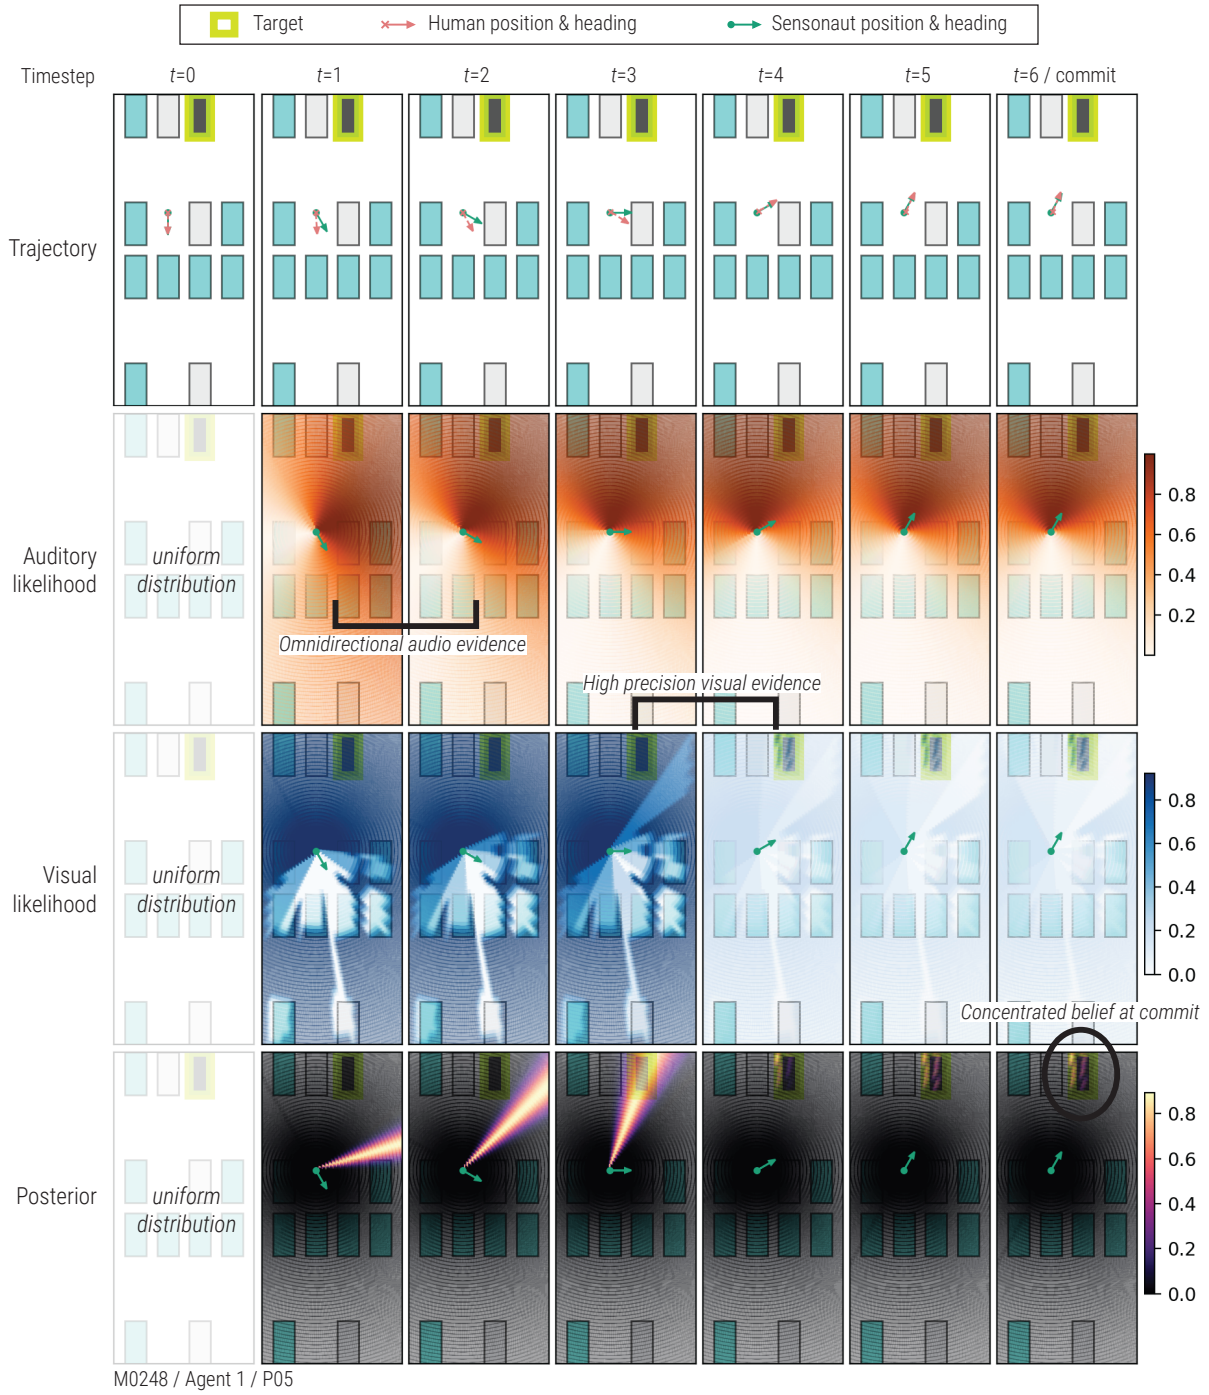 Target
Human position & heading
Sensonaut position & heading
Timestep
t=0
t=1
t=2
t=3
t=4
t=5
t=6 / commit
Trajectory
Auditory
likelihood
uniform
distribution
Omnidirectional audio evidence
0.8
0.6
0.4
0.2
High precision visual evidence
Visual
likelihood
uniform
distribution
0.8
0.6
0.4
0.2
0.0
Concentrated belief at commit
Posterior
uniform
distribution
0.8
0.6
0.4
0.2
0.0
M0248 / Agent 1 / P05